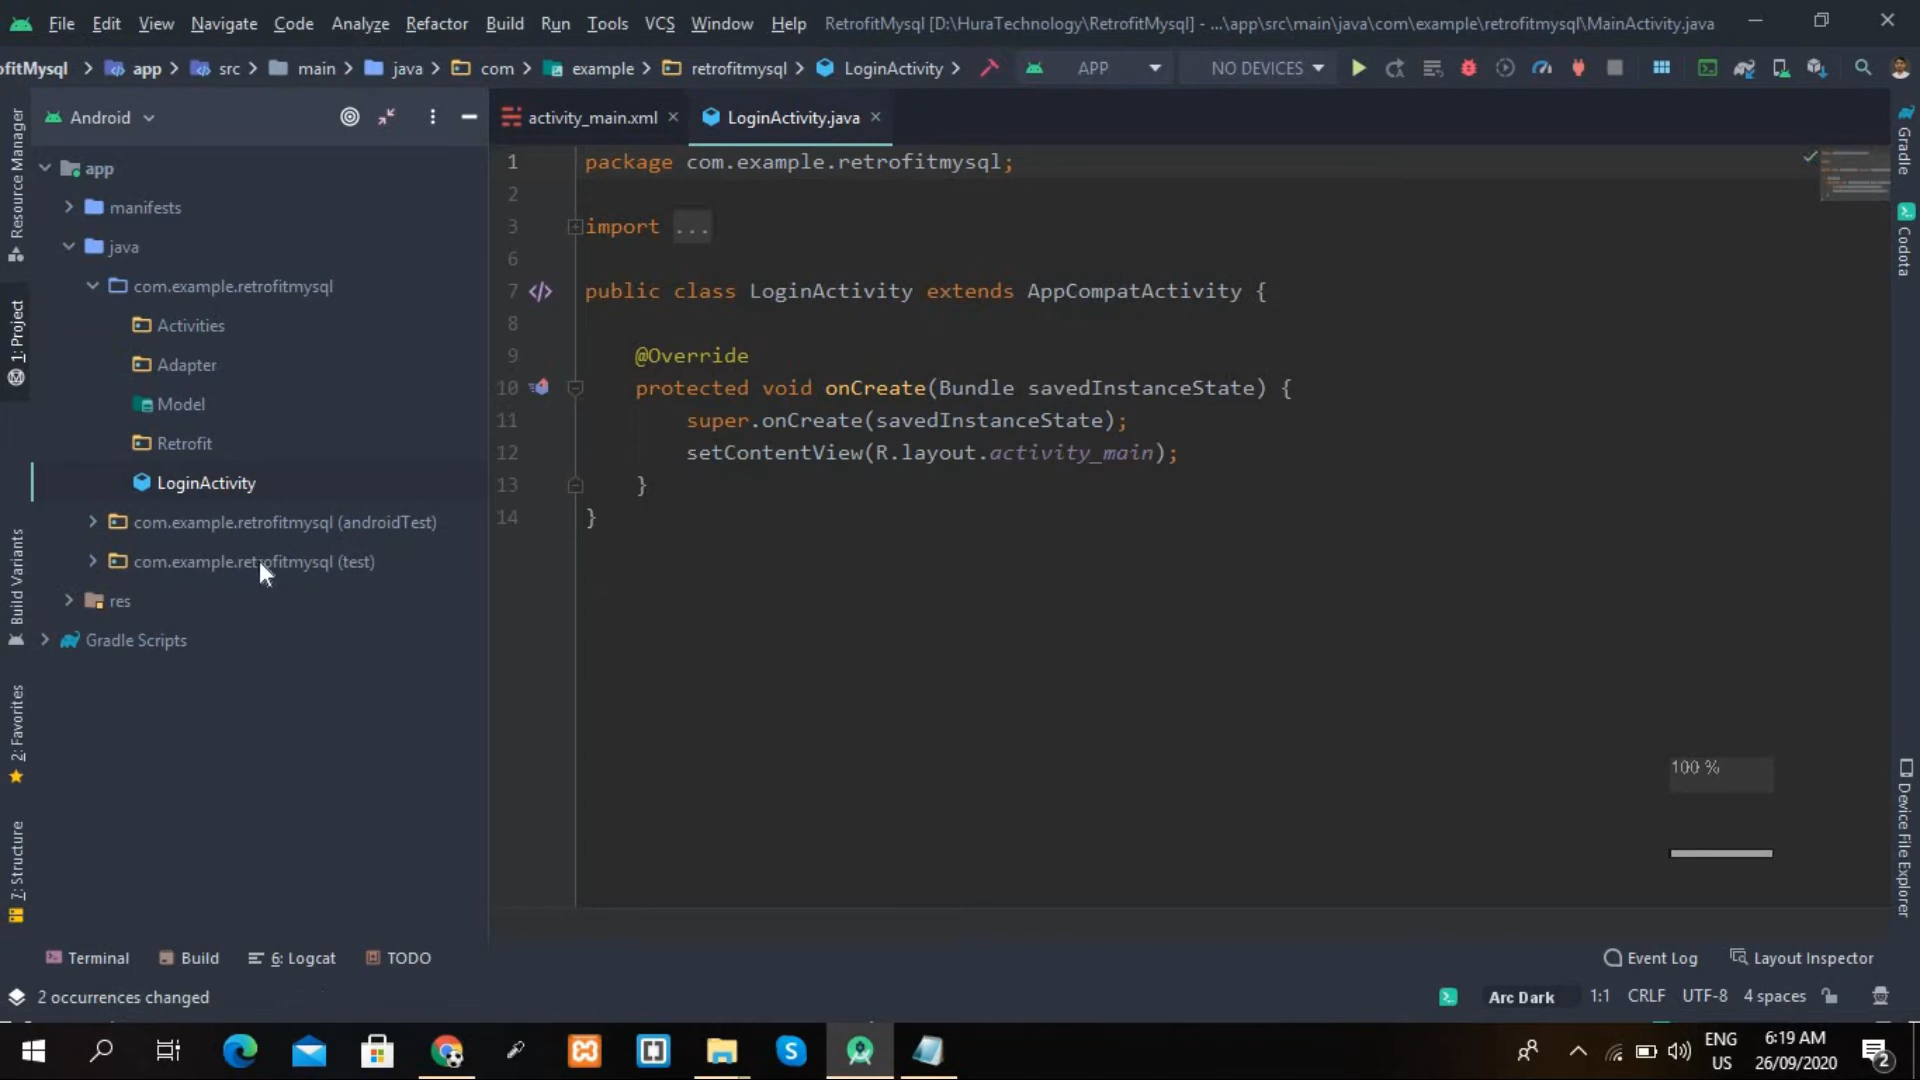 File Edit View Navigate Code Analyze Refactor Build Run Tools VCS Window Help RetrofitMysql [D:\HuraTechnology\RetrofitMysql] - ...\app\src\main\java\com\example\retrofitmysql\MainActivity.java
ofitMysql app src main java com example retrofitmysql LoginActivity APP NO DEVICES
Android
activity_main.xml LoginActivity.java
app
manifests
java
com.example.retrofitmysql
Activities
Adapter
Model
Retrofit
LoginActivity
com.example.retrofitmysql (androidTest)
com.example.retrofitmysql (test)
res
Gradle Scripts
1 package com.example.retrofitmysql;
2
3 import ...
6
7 public class LoginActivity extends AppCompatActivity {
8
9 @Override
10 protected void onCreate(Bundle savedInstanceState) {
11 super.onCreate(savedInstanceState);
12 setContentView(R.layout.activity_main);
13 }
14 }
100 %
Resource Manager
1: Project
Build Variants
2: Favorites
7: Structure
Gradle
Codota
Device File Explorer
Terminal Build 6: Logcat TODO Event Log Layout Inspector
2 occurrences changed Arc Dark 1:1 CRLF UTF-8 4 spaces
ENG
US
6:19 AM
26/09/2020
2